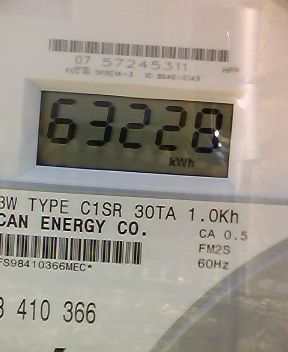 07 57245311
63228
kWh
3W TYPE C1SR 30TA 1.0Kh
CAN ENERGY CO.
CA 0.5
FM2S
FS98410366MEC*
60Hz
8 410 366